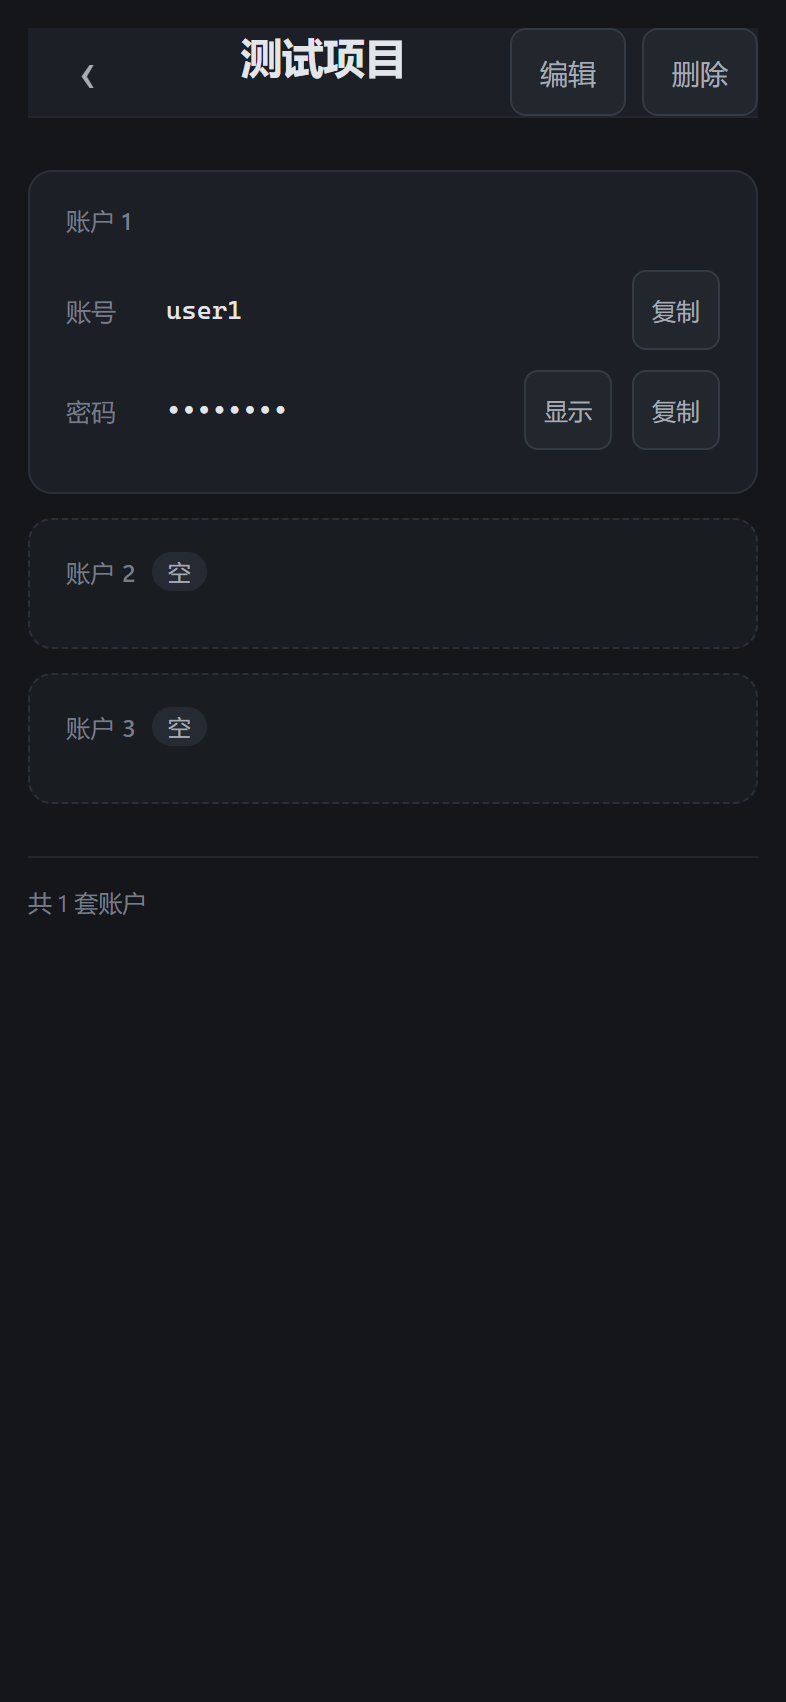 ‹ 测试项目 编辑 删除
账户 1
账号 user1 复制
密码 •••••••• 显示 复制
账户 2 空
账户 3 空
共 1 套账户